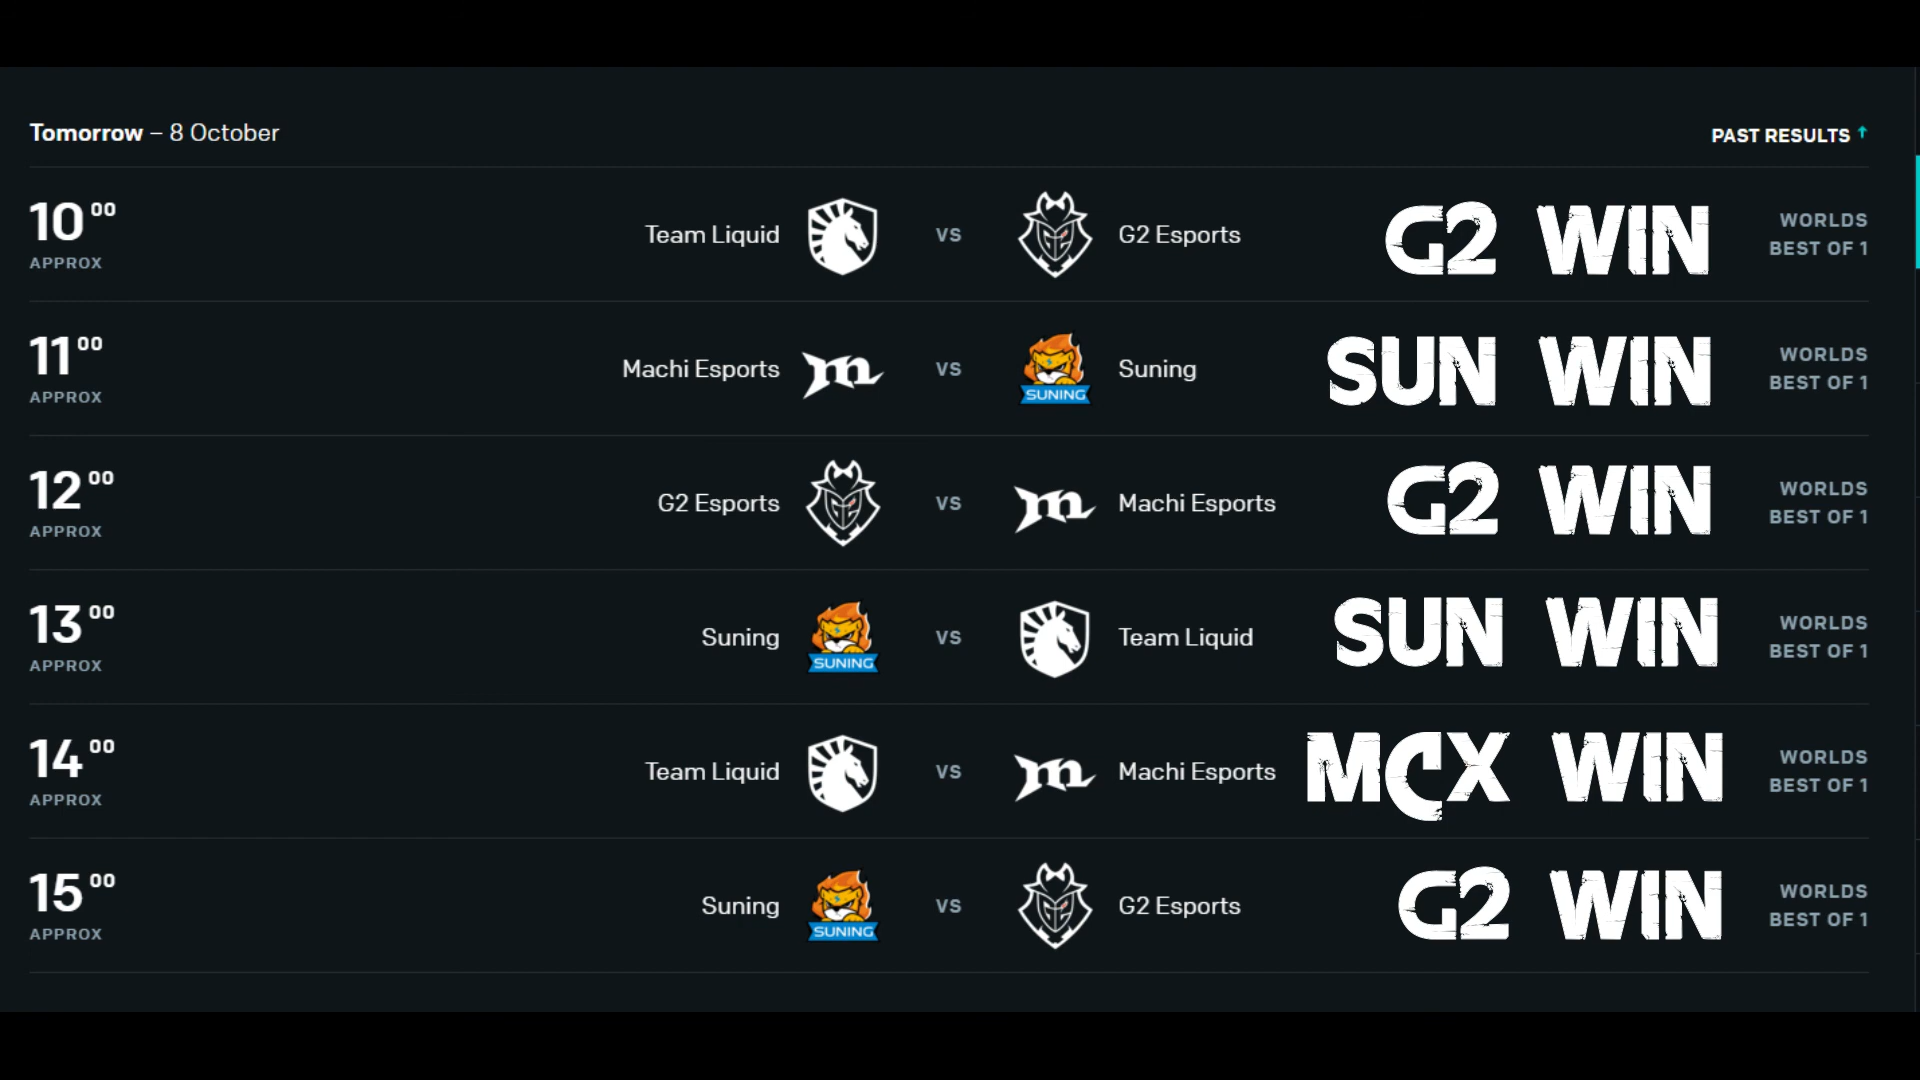 Tomorrow – 8 October
PAST RESULTS ↑
10 00 Team Liquid VS G2 Esports G2 WIN WORLDS
APPROX BEST OF 1
11 00 Machi Esports VS SUNING Suning SUN WIN WORLDS
APPROX BEST OF 1
12 00 G2 Esports VS Machi Esports G2 WIN WORLDS
APPROX BEST OF 1
13 00 Suning SUNING VS Team Liquid SUN WIN WORLDS
APPROX BEST OF 1
14 00 Team Liquid VS Machi Esports MCX WIN WORLDS
APPROX BEST OF 1
15 00 Suning SUNING VS G2 Esports G2 WIN WORLDS
APPROX BEST OF 1